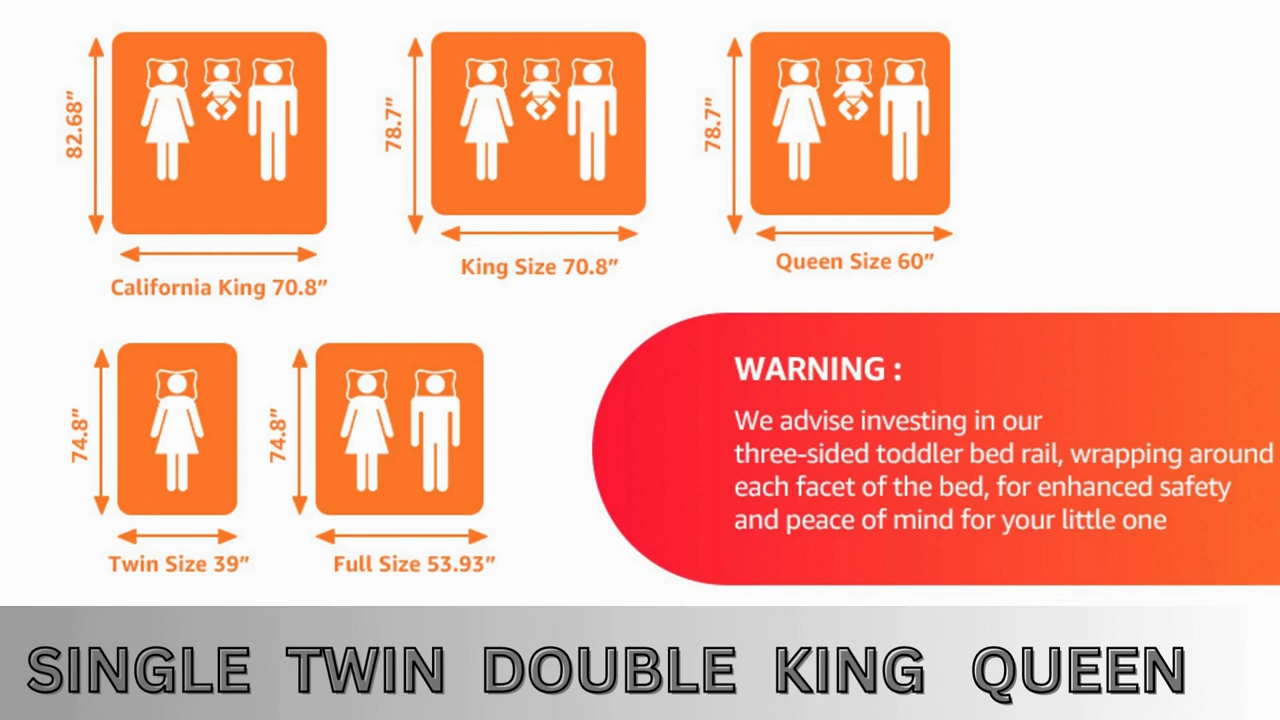 82.68”
78.7”
78.7”
California King 70.8”
King Size 70.8”
Queen Size 60”
74.8”
74.8”
Twin Size 39”
Full Size 53.93”
WARNING :
We advise investing in our
three-sided toddler bed rail, wrapping around
each facet of the bed, for enhanced safety
and peace of mind for your little one
SINGLE TWIN DOUBLE KING QUEEN